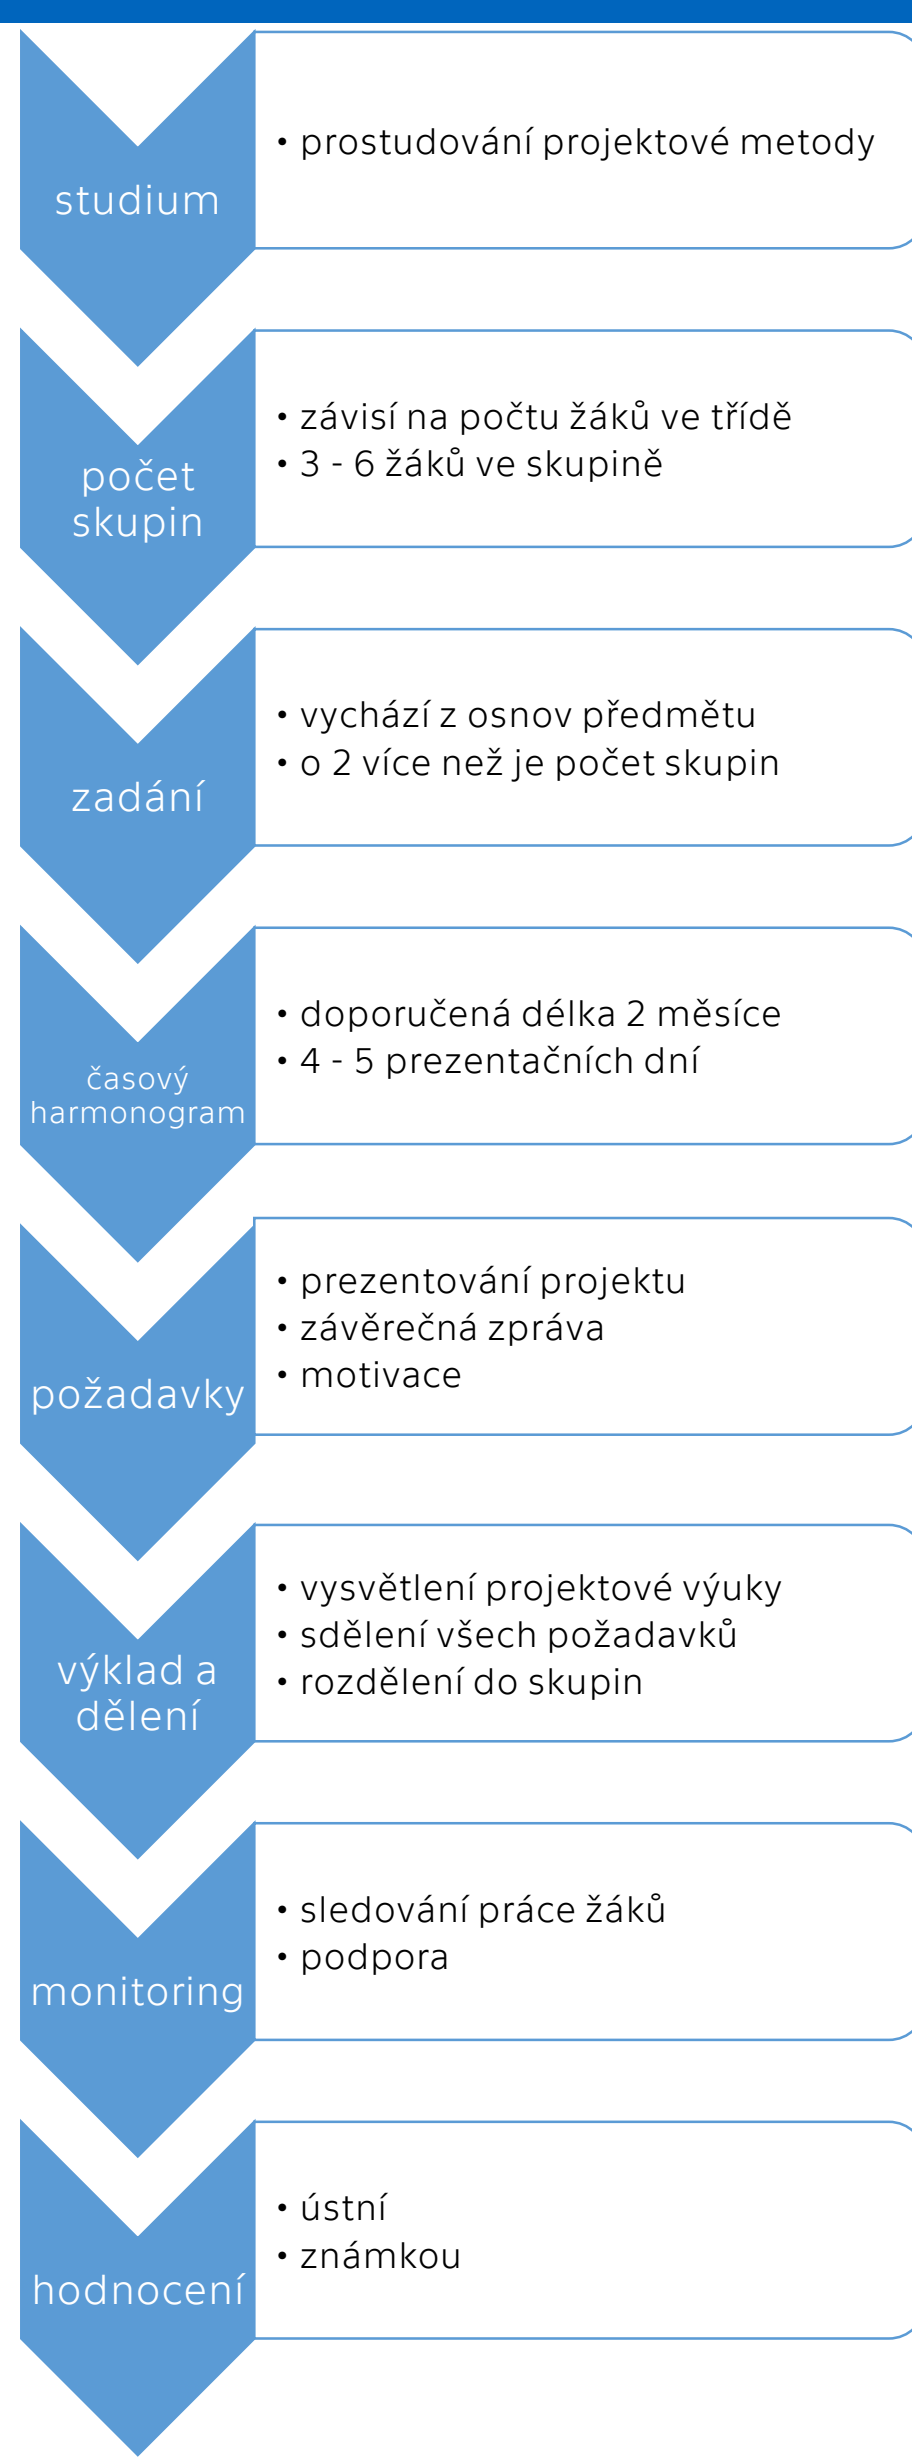 studium
• prostudování projektové metody
počet
skupin
• závisí na počtu žáků ve třídě
• 3 - 6 žáků ve skupině
zadání
• vychází z osnov předmětu
• o 2 více než je počet skupin
časový
harmonogram
• doporučená délka 2 měsíce
• 4 - 5 prezentačních dní
požadavky
• prezentování projektu
• závěrečná zpráva
• motivace
výklad a
dělení
• vysvětlení projektové výuky
• sdělení všech požadavků
• rozdělení do skupin
monitoring
• sledování práce žáků
• podpora
hodnocení
• ústní
• známkou